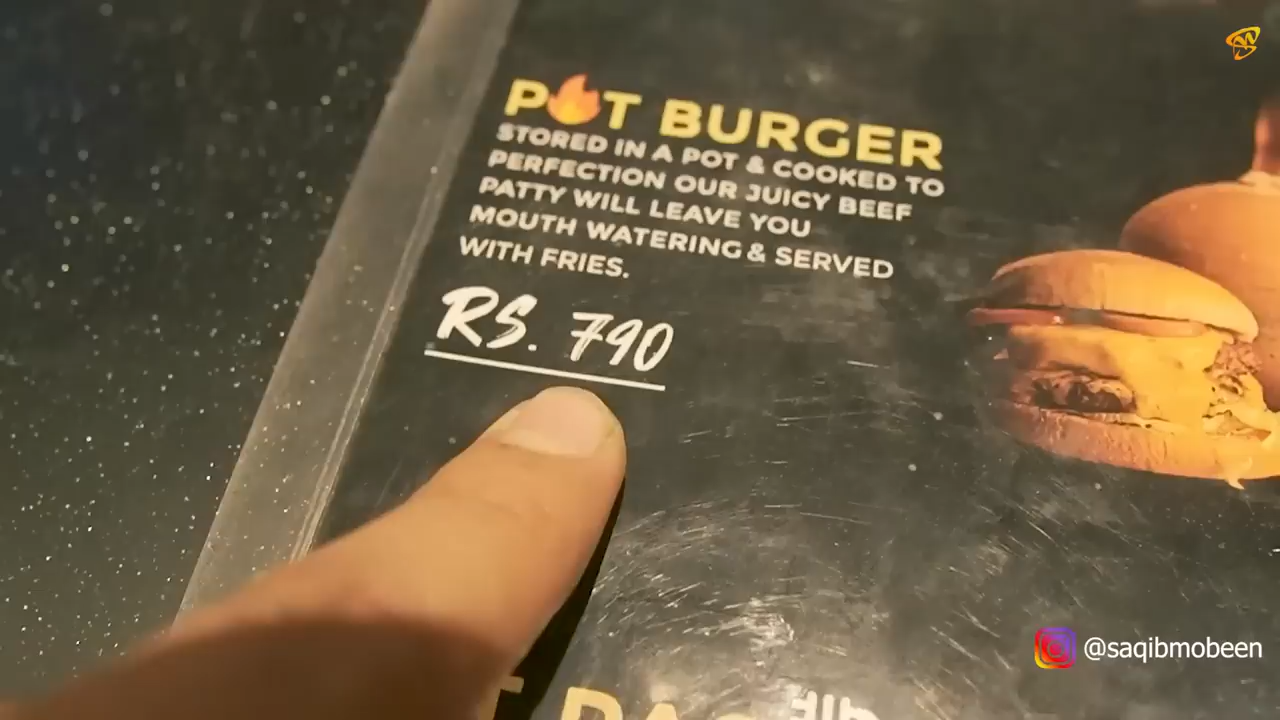 P🔥T BURGER
STORED IN A POT & COOKED TO
PERFECTION OUR JUICY BEEF
PATTY WILL LEAVE YOU
MOUTH WATERING & SERVED
WITH FRIES.
RS. 790
@saqibmobeen